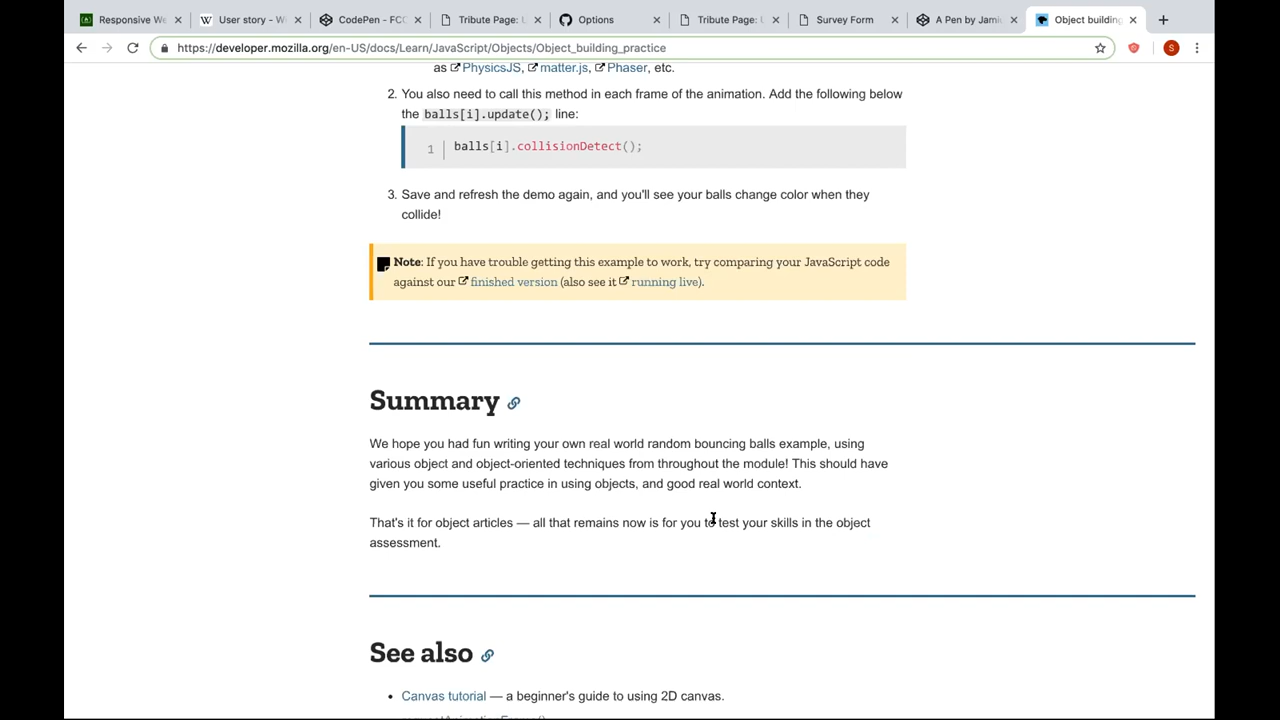 Responsive We
User story - W
CodePen - FCC
Tribute Page: U
Options
Tribute Page: U
Survey Form
A Pen by Jami
Object building
https://developer.mozilla.org/en-US/docs/Learn/JavaScript/Objects/Object_building_practice
S
as PhysicsJS, matter.js, Phaser, etc.
2. You also need to call this method in each frame of the animation. Add the following below
the balls[i].update(); line:
1 balls[i].collisionDetect();
3. Save and refresh the demo again, and you'll see your balls change color when they
collide!
Note: If you have trouble getting this example to work, try comparing your JavaScript code
against our finished version (also see it running live).
Summary
We hope you had fun writing your own real world random bouncing balls example, using
various object and object-oriented techniques from throughout the module! This should have
given you some useful practice in using objects, and good real world context.
That's it for object articles — all that remains now is for you to test your skills in the object
assessment.
See also
• Canvas tutorial — a beginner's guide to using 2D canvas.
requestAnimationFrame()